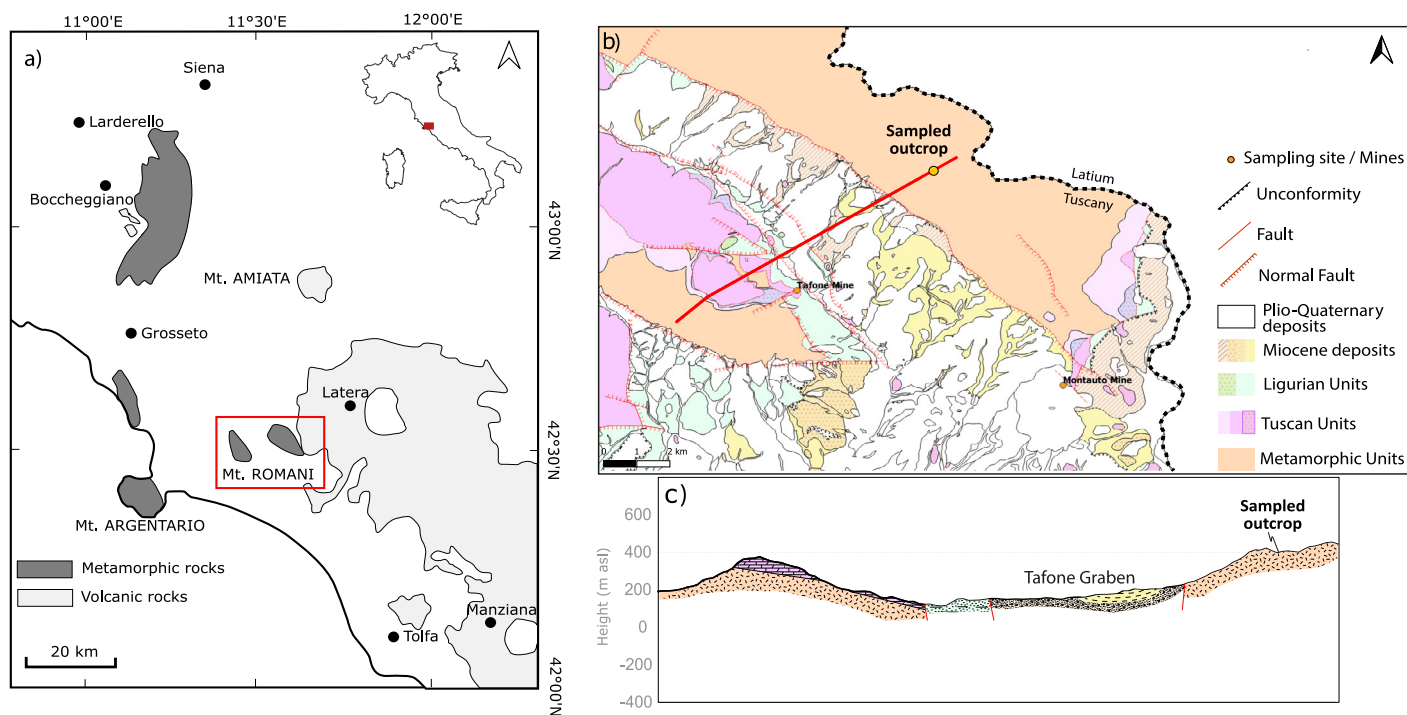 11°00'E
11°30'E
12°00'E
a)
Siena
Larderello
Boccheggiano
43°00'N
Mt. AMIATA
Grosseto
Latera
42°30'N
Mt. ROMANI
Mt. ARGENTARIO
Metamorphic rocks
Volcanic rocks
Manziana
Tolfa
20 km
42°00'N
b)
Sampled
outcrop
Latium
Tuscany
Tafone Mine
Montauto Mine
0 1 2 km
Sampling site / Mines
Unconformity
Fault
Normal Fault
Plio-Quaternary
deposits
Miocene deposits
Ligurian Units
Tuscan Units
Metamorphic Units
c)
Sampled
outcrop
Tafone Graben
Height (m asl)
600
400
200
0
-200
-400